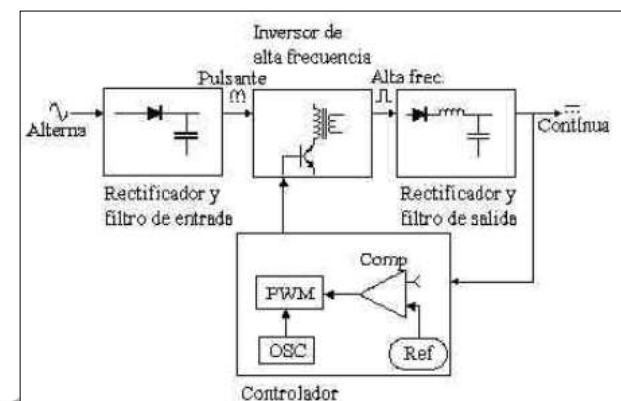 Inversor de
alta frecuencia
Pulsante
Alta frec.
Alterna
Contínua
Rectificador y
filtro de entrada
Rectificador y
filtro de salida
Comp
PWM
OSC
Ref
Controlador